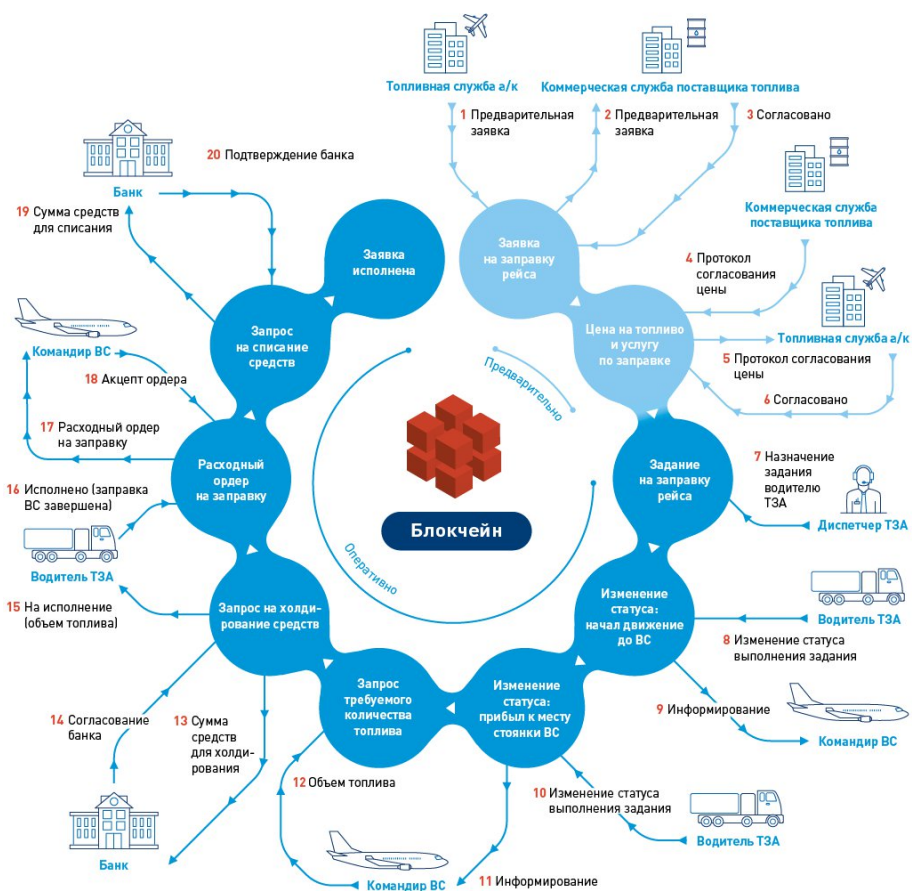 Топливная служба а/к
Коммерческая служба поставщика топлива
1 Предварительная
заявка
2 Предварительная
заявка
3 Согласовано
Заявка
на заправку
рейса
Коммерческая служба
поставщика топлива
4 Протокол
согласования
цены
Цена на топливо
и услугу
по заправке
Топливная служба а/к
5 Протокол согласования
цены
6 Согласовано
Предварительно
Задание
на заправку
рейса
7 Назначение
задания
водителю
ТЗА
Диспетчер ТЗА
Изменение
статуса:
начал движение
до ВС
Водитель ТЗА
8 Изменение статуса
выполнения задания
9 Информирование
Командир ВС
Изменение
статуса:
прибыл к месту
стоянки ВС
10 Изменение статуса
выполнения задания
Водитель ТЗА
11 Информирование
Командир ВС
12 Объем топлива
Запрос
требуемого
количества
топлива
Запрос на холди-
рование средств
13 Сумма
средств
для холди-
рования
14 Согласование
банка
Банк
15 На исполнение
(объем топлива)
Водитель ТЗА
16 Исполнено (заправка
ВС завершена)
Расходный
ордер
на заправку
17 Расходный ордер
на заправку
18 Акцепт ордера
Командир ВС
Запрос
на списание
средств
19 Сумма средств
для списания
Банк
20 Подтверждение банка
Заявка
исполнена
Оперативно
Блокчейн